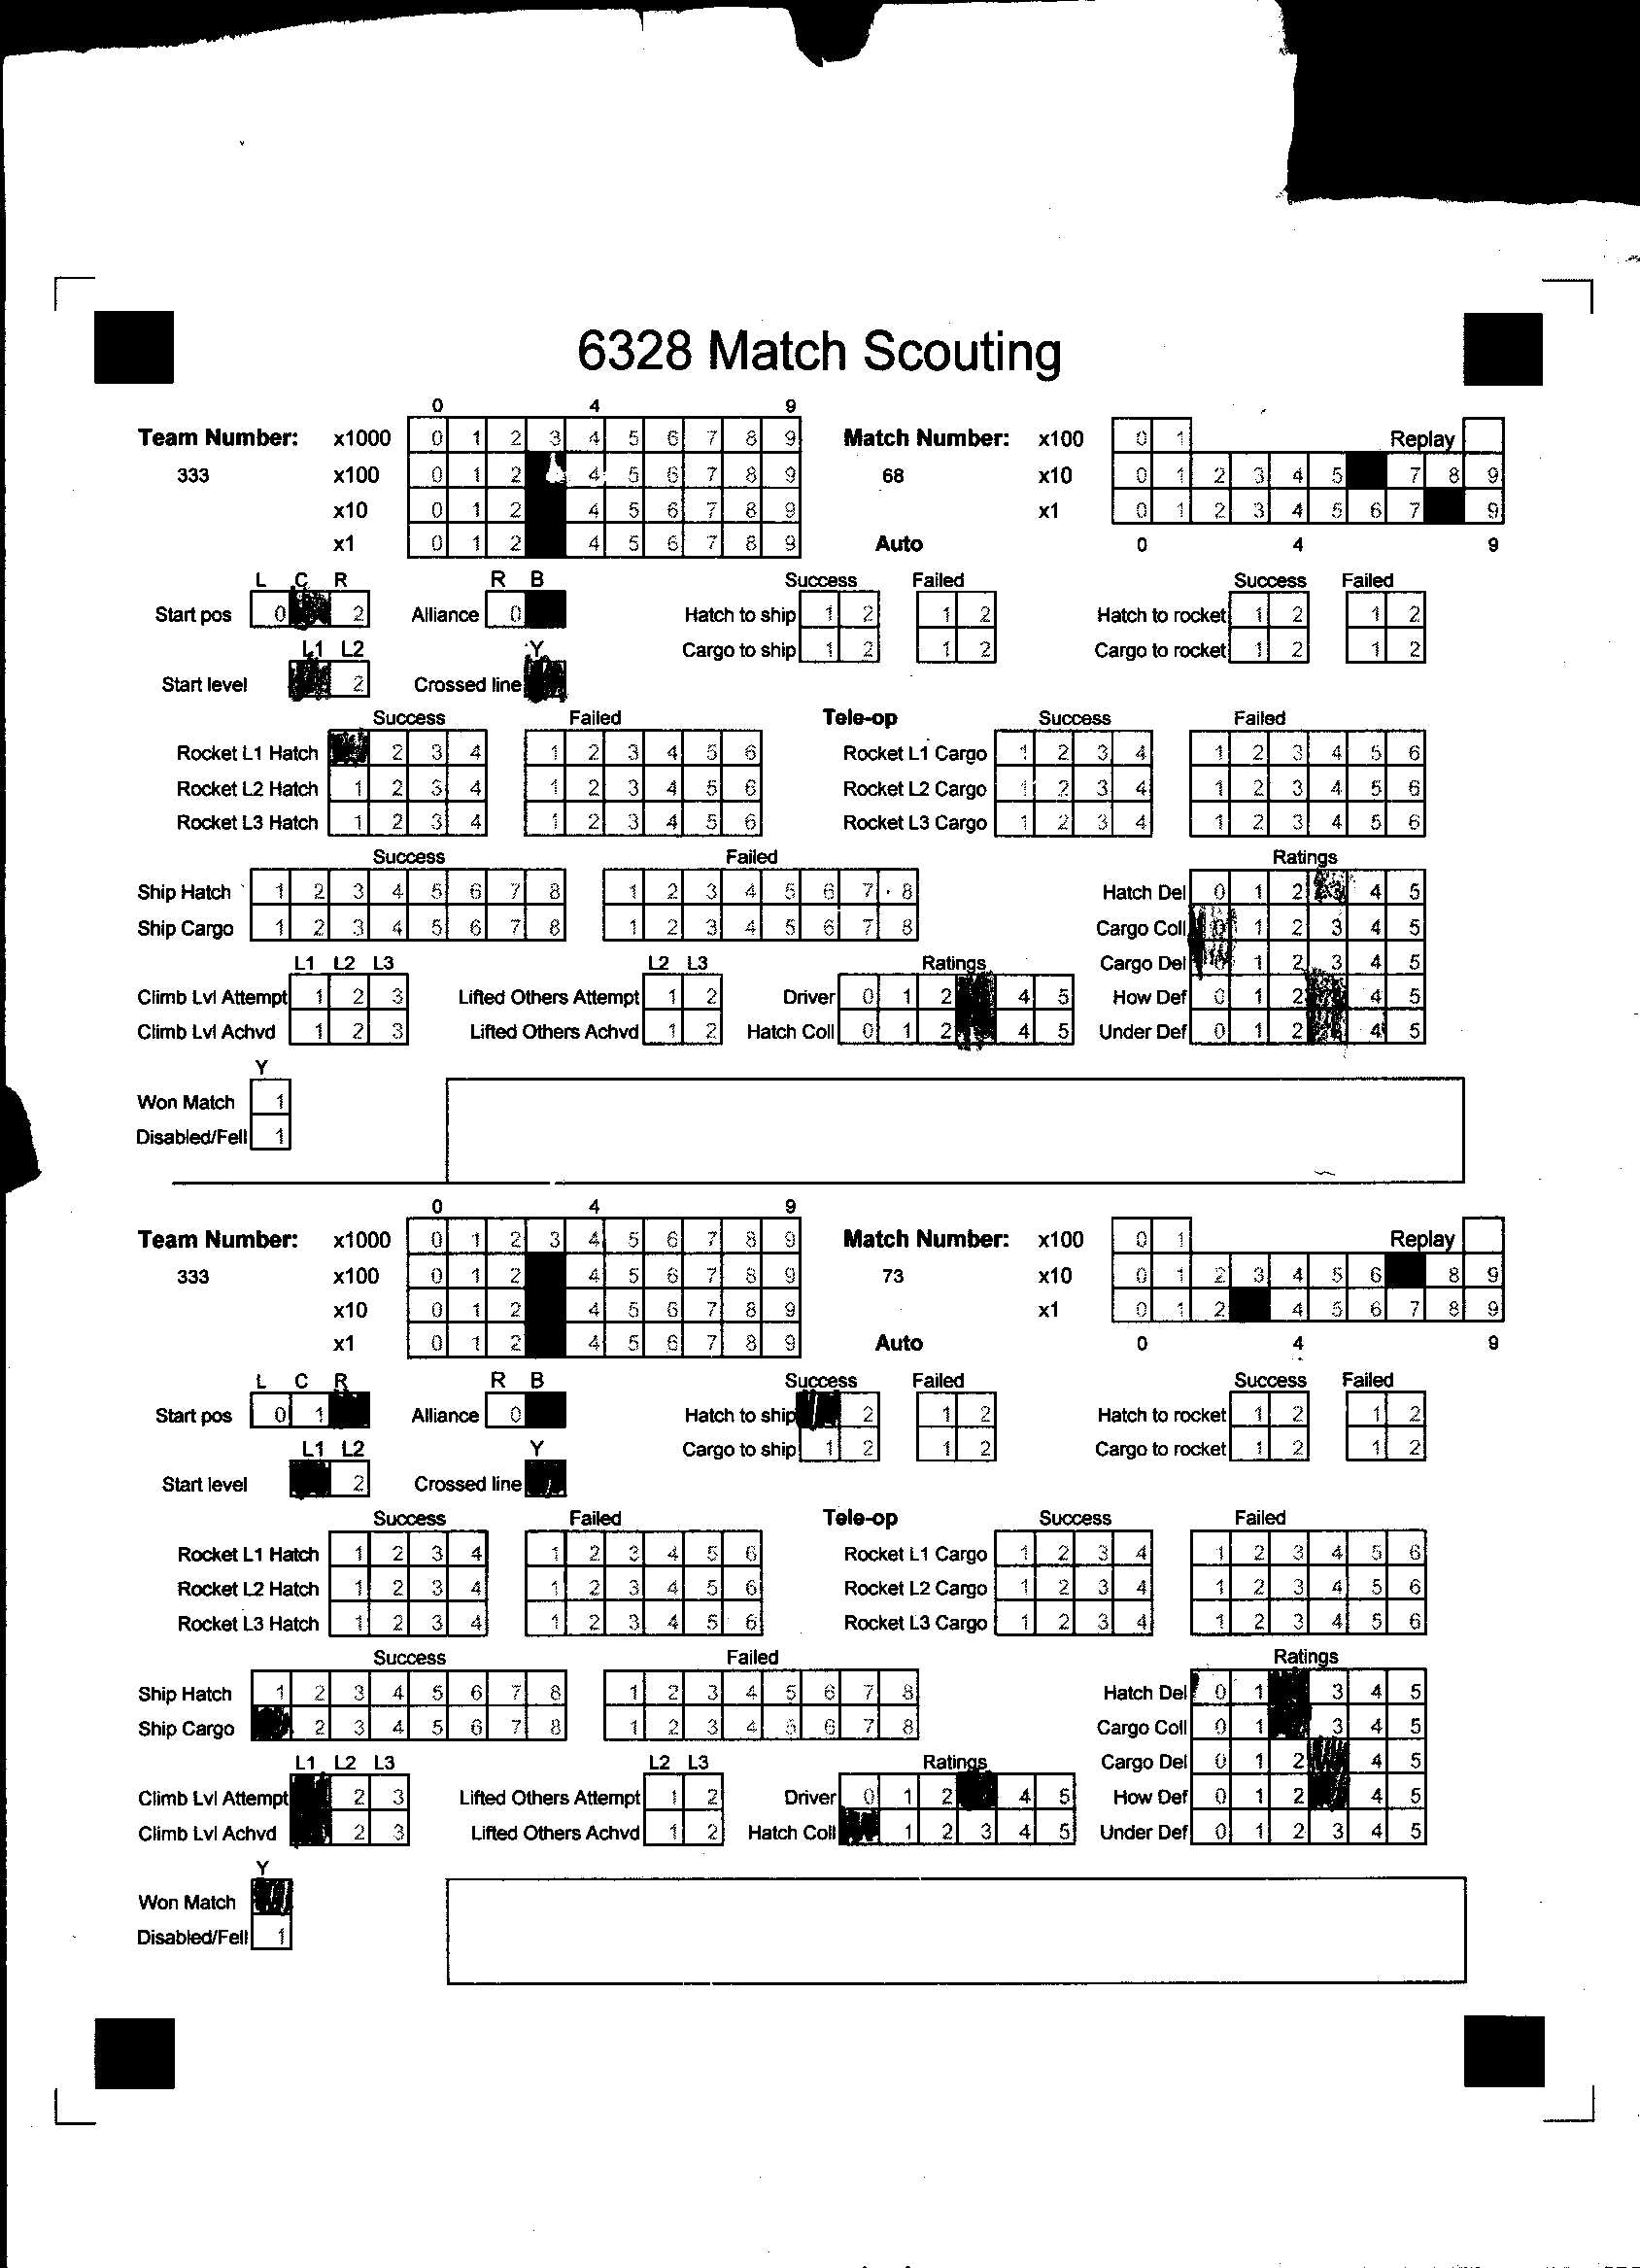 6328 Match Scouting
0 4 9
Team Number: x1000 0 1 2 3 4 5 6 7 8 9 Match Number: x100 0 1 Replay
333 x100 0 1 2 4 5 6 7 8 9 68 x10 0 1 2 3 4 5 7 8 9
x10 0 1 2 4 5 6 7 8 9 x1 0 1 2 3 4 5 6 7 9
x1 0 1 2 4 5 6 7 8 9 Auto 0 4 9
L C R R B Success Failed Success Failed
Start pos 0 2 Alliance 0 Hatch to ship 1 2 1 2 Hatch to rocket 1 2 1 2
L1 L2 Y Cargo to ship 1 2 1 2 Cargo to rocket 1 2 1 2
Start level 2 Crossed line
Success Failed Tele-op Success Failed
Rocket L1 Hatch 2 3 4 1 2 3 4 5 6 Rocket L1 Cargo 1 2 3 4 1 2 3 4 5 6
Rocket L2 Hatch 1 2 3 4 1 2 3 4 5 6 Rocket L2 Cargo 1 2 3 4 1 2 3 4 5 6
Rocket L3 Hatch 1 2 3 4 1 2 3 4 5 6 Rocket L3 Cargo 1 2 3 4 1 2 3 4 5 6
Success Failed Ratings
Ship Hatch 1 2 3 4 5 6 7 8 1 2 3 4 5 6 7 8 Hatch Del 0 1 2 4 5
Ship Cargo 1 2 3 4 5 6 7 8 1 2 3 4 5 6 7 8 Cargo Coll 0 1 2 3 4 5
L1 L2 L3 L2 L3 Ratings Cargo Del 0 1 2 3 4 5
Climb Lvl Attempt 1 2 3 Lifted Others Attempt 1 2 Driver 0 1 2 4 5 How Def 0 1 2 4 5
Climb Lvl Achvd 1 2 3 Lifted Others Achvd 1 2 Hatch Coll 0 1 2 4 5 Under Def 0 1 2 4 5
Y
Won Match 1
Disabled/Fell 1
0 4 9
Team Number: x1000 0 1 2 3 4 5 6 7 8 9 Match Number: x100 0 1 Replay
333 x100 0 1 2 4 5 6 7 8 9 73 x10 0 1 2 3 4 5 6 8 9
x10 0 1 2 4 5 6 7 8 9 x1 0 1 2 4 5 6 7 8 9
x1 0 1 2 4 5 6 7 8 9 Auto 0 4 9
L C R R B Success Failed Success Failed
Start pos 0 1 Alliance 0 Hatch to ship 2 1 2 Hatch to rocket 1 2 1 2
L1 L2 Y Cargo to ship 1 2 1 2 Cargo to rocket 1 2 1 2
Start level 2 Crossed line
Success Failed Tele-op Success Failed
Rocket L1 Hatch 1 2 3 4 1 2 3 4 5 6 Rocket L1 Cargo 1 2 3 4 1 2 3 4 5 6
Rocket L2 Hatch 1 2 3 4 1 2 3 4 5 6 Rocket L2 Cargo 1 2 3 4 1 2 3 4 5 6
Rocket L3 Hatch 1 2 3 4 1 2 3 4 5 6 Rocket L3 Cargo 1 2 3 4 1 2 3 4 5 6
Success Failed Ratings
Ship Hatch 1 2 3 4 5 6 7 8 1 2 3 4 5 6 7 8 Hatch Del 0 1 3 4 5
Ship Cargo 2 3 4 5 6 7 8 1 2 3 4 5 6 7 8 Cargo Coll 0 1 3 4 5
L1 L2 L3 L2 L3 Ratings Cargo Del 0 1 2 4 5
Climb Lvl Attempt 2 3 Lifted Others Attempt 1 2 Driver 0 1 2 4 5 How Def 0 1 2 4 5
Climb Lvl Achvd 2 3 Lifted Others Achvd 1 2 Hatch Coll 1 2 3 4 5 Under Def 0 1 2 3 4 5
Y
Won Match
Disabled/Fell 1